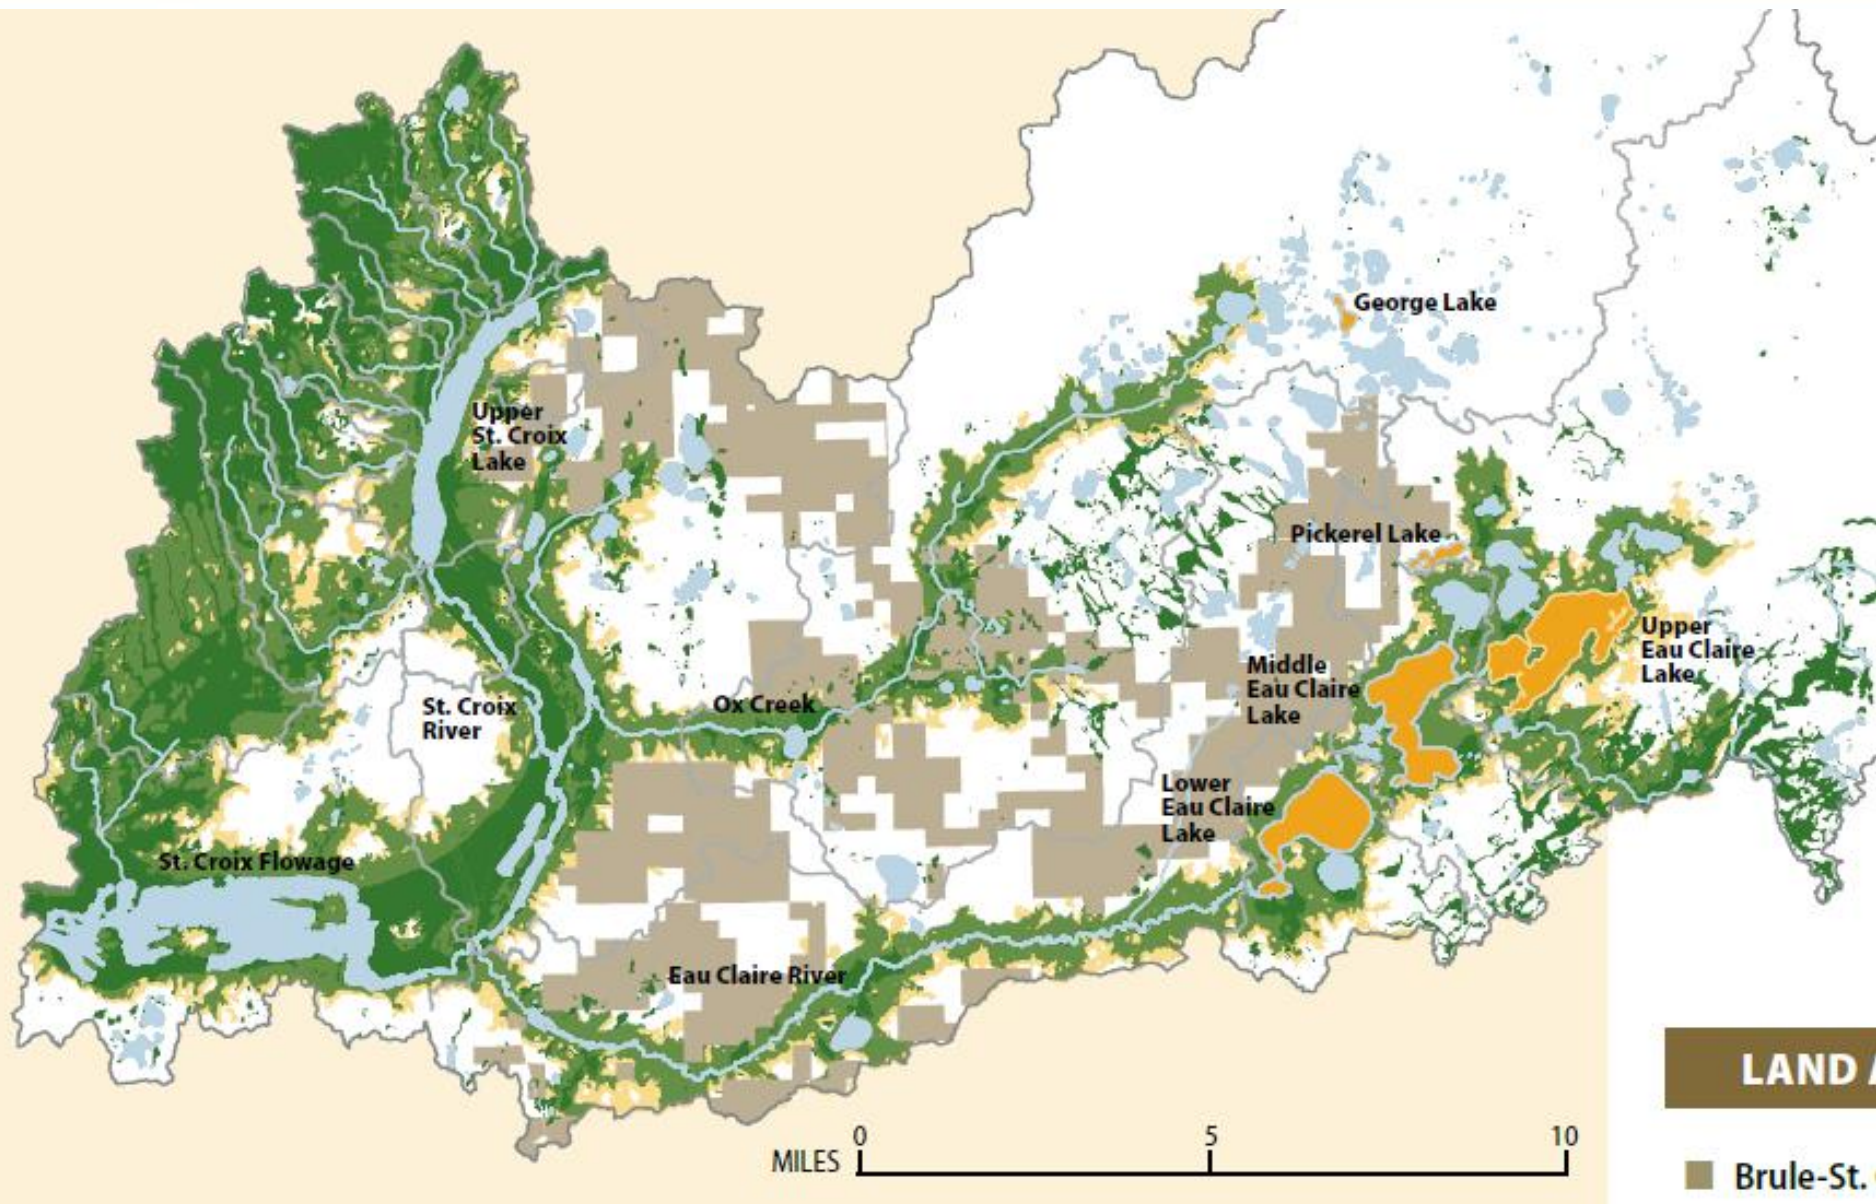 George Lake
Upper
St. Croix
Lake
Pickerel Lake
Upper
Eau Claire
Lake
Middle
Eau Claire
Lake
St. Croix
River
Ox Creek
Lower
Eau Claire
Lake
St. Croix Flowage
Eau Claire River
LAND
0 5 10
MILES
Brule-St.